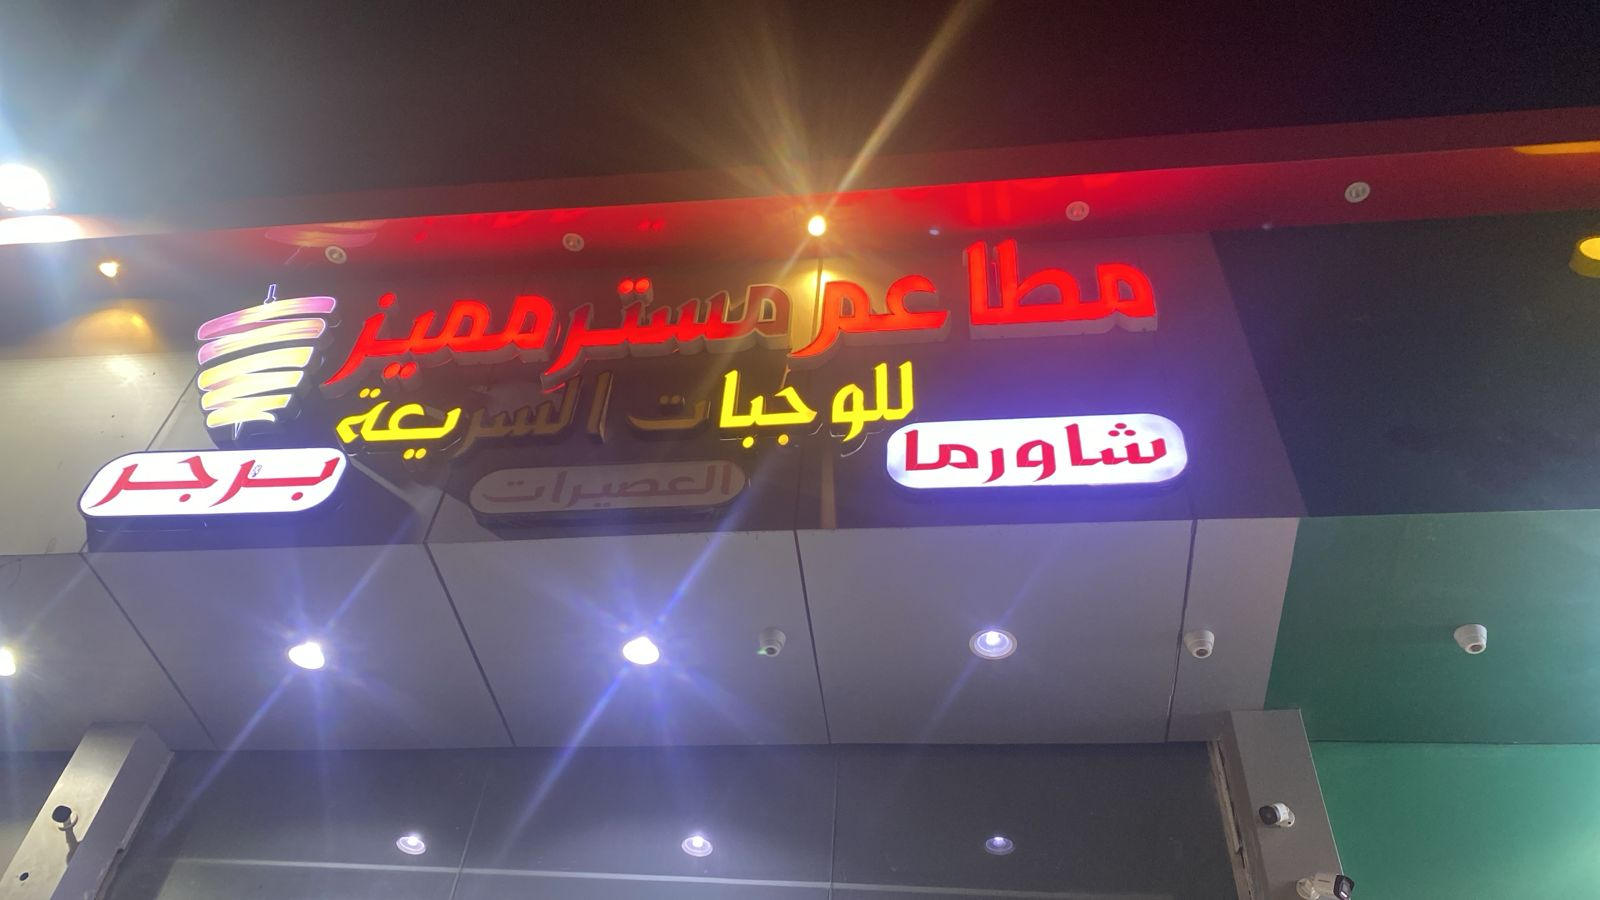 مطاعم مستر مميز
للوجبات السريعة
شاورما
العصيرات
برجر